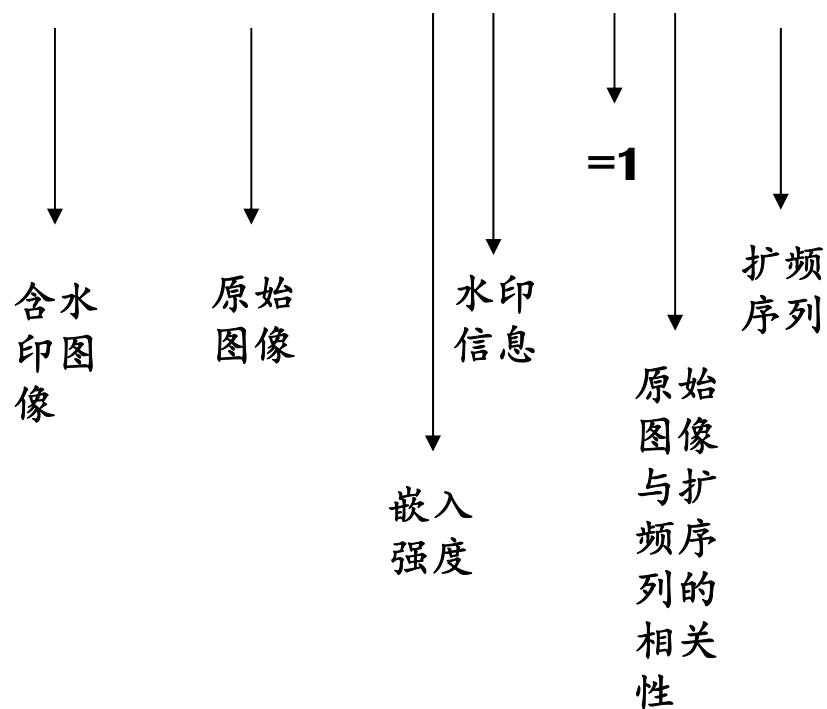 含水
印图
像
原始
图像
嵌入
强度
水印
信息
=1
原始
图像
与扩
频序
列的
相关
性
扩频
序列